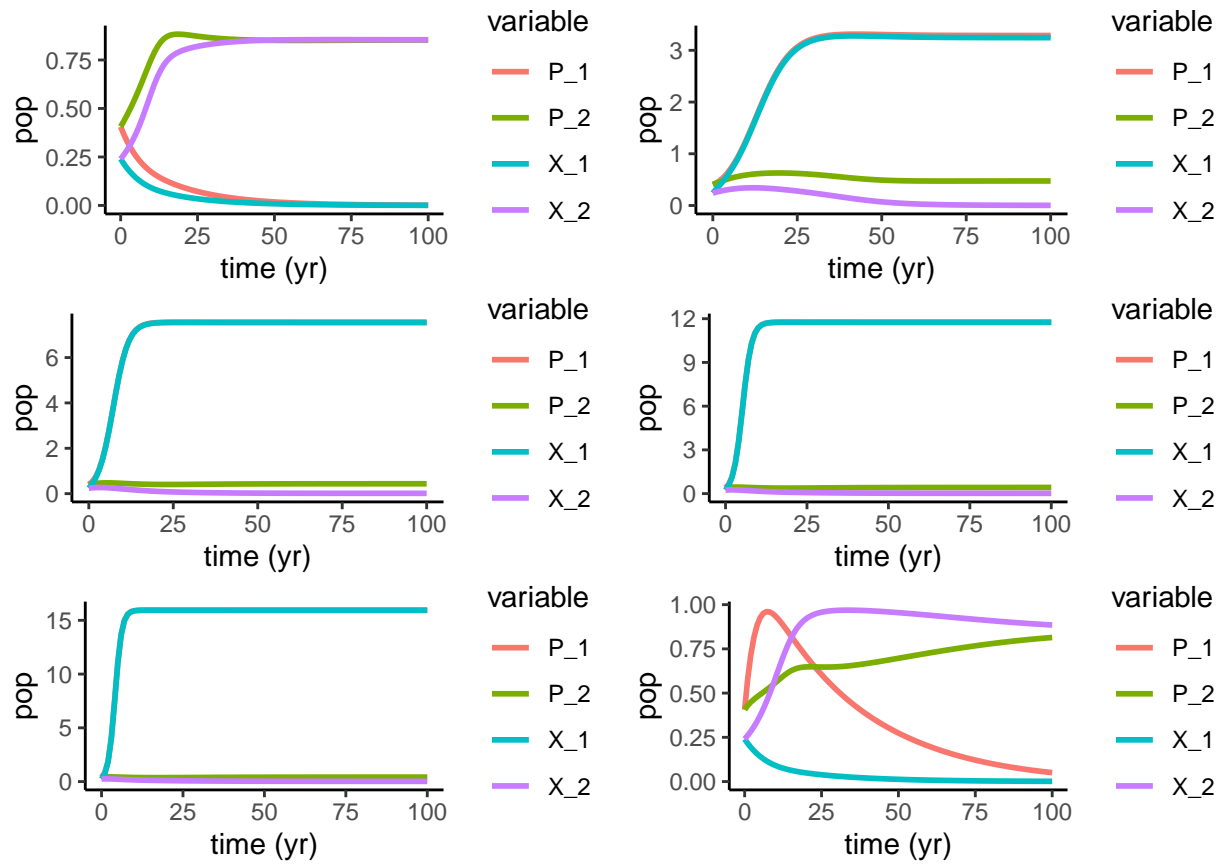 variable
P_1
P_2
X_1
X_2
pop
0.75
0.50
0.25
0.00
0 25 50 75 100
time (yr)
variable
P_1
P_2
X_1
X_2
pop
3
2
1
0
0 25 50 75 100
time (yr)
variable
P_1
P_2
X_1
X_2
pop
6
4
2
0
0 25 50 75 100
time (yr)
variable
P_1
P_2
X_1
X_2
pop
12
9
6
3
0
0 25 50 75 100
time (yr)
variable
P_1
P_2
X_1
X_2
pop
15
10
5
0
0 25 50 75 100
time (yr)
variable
P_1
P_2
X_1
X_2
pop
1.00
0.75
0.50
0.25
0.00
0 25 50 75 100
time (yr)